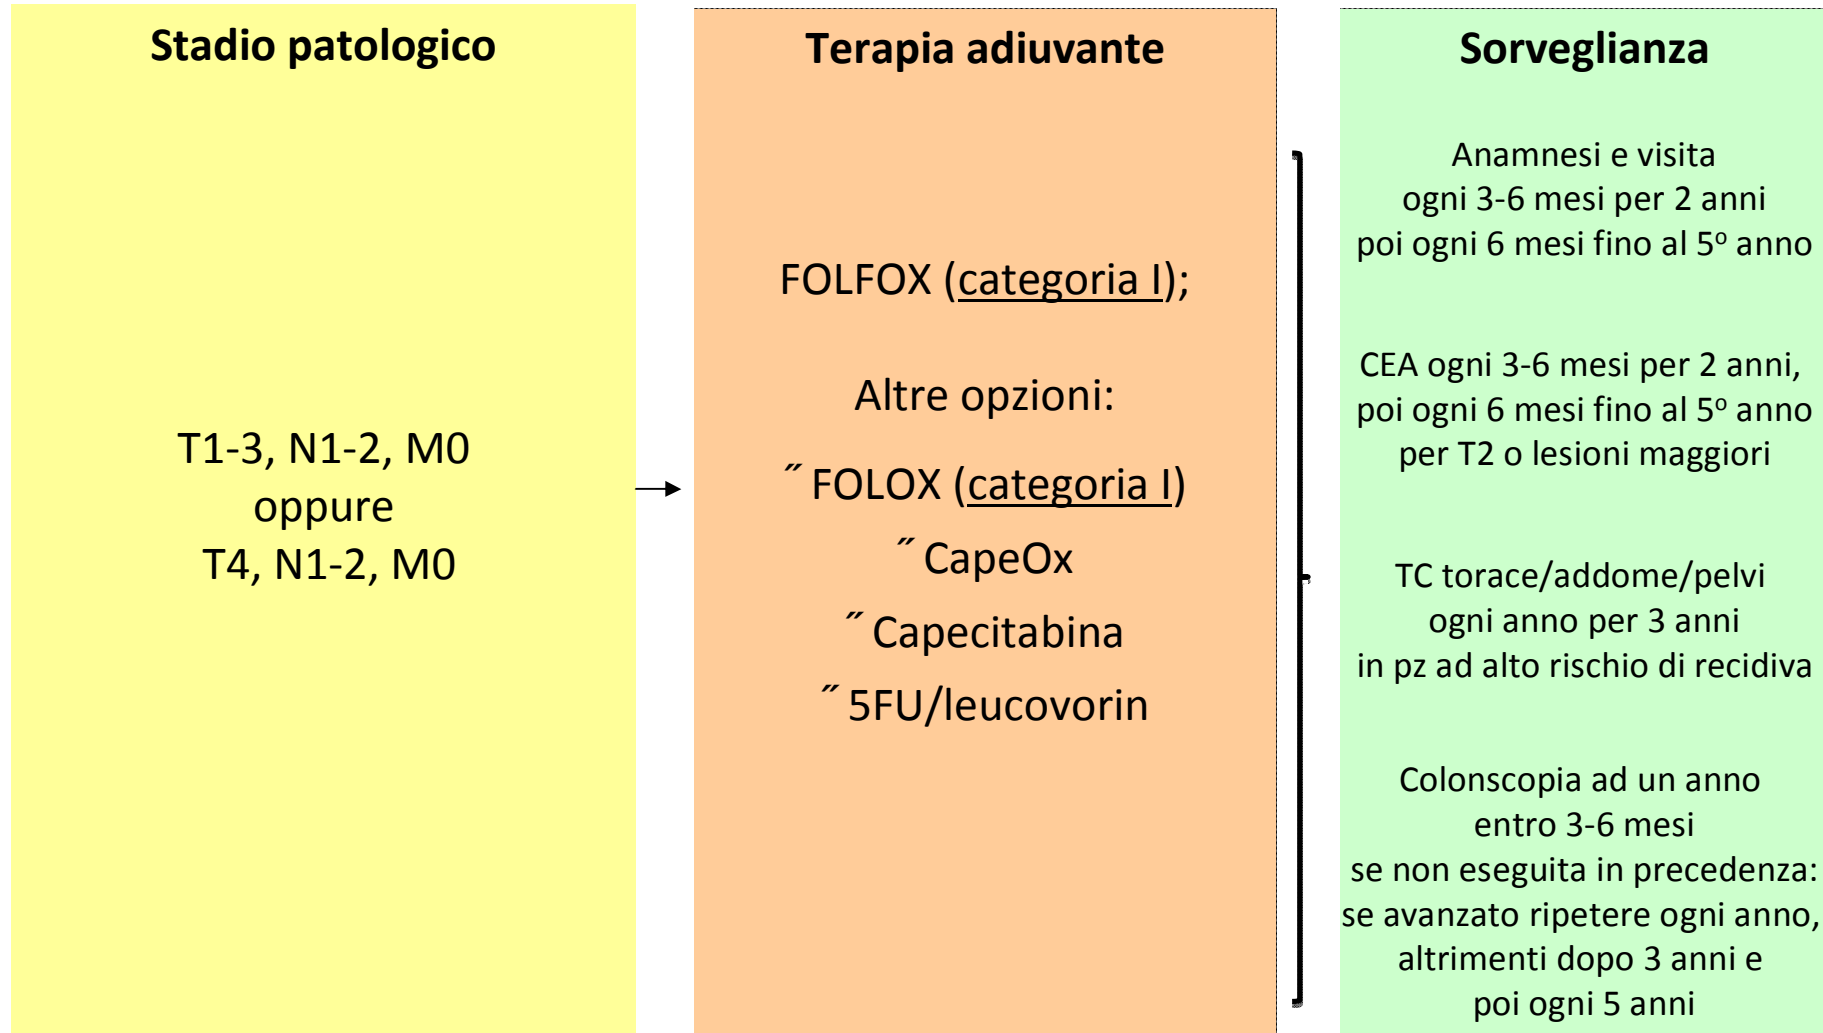 Stadio patologico
T1-3, N1-2, M0
oppure
T4, N1-2, M0
Terapia adiuvante
FOLFOX (categoria I);
Altre opzioni:
˝ FOLOX (categoria I)
˝ CapeOx
˝ Capecitabina
˝ 5FU/leucovorin
Sorveglianza
Anamnesi e visita
ogni 3-6 mesi per 2 anni
poi ogni 6 mesi fino al 5º anno
CEA ogni 3-6 mesi per 2 anni,
poi ogni 6 mesi fino al 5º anno
per T2 o lesioni maggiori
TC torace/addome/pelvi
ogni anno per 3 anni
in pz ad alto rischio di recidiva
Colonscopia ad un anno
entro 3-6 mesi
se non eseguita in precedenza:
se avanzato ripetere ogni anno,
altrimenti dopo 3 anni e
poi ogni 5 anni